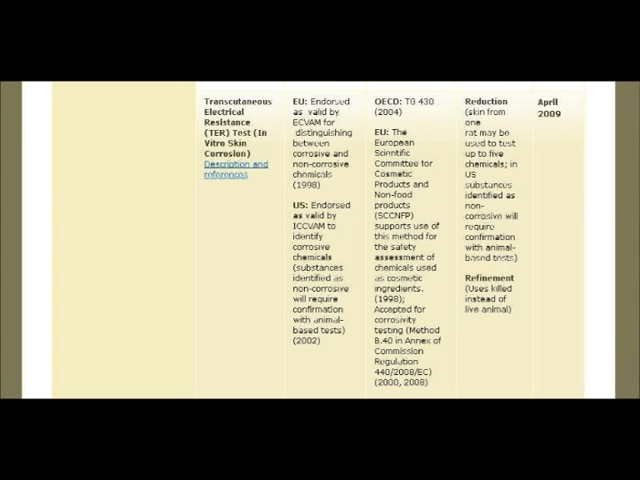 Transcutaneous
Electrical
Resistance
(TER) Test (In
Vitro Skin
Corrosion)
Description and
references
EU: Endorsed
as valid by
ECVAM for
distinguishing
between
corrosive and
non-corrosive
chemicals
(1998)
US: Endorsed
as valid by
ICCVAM to
identify
corrosive
chemicals
(substances
identified as
non-corrosive
will require
confirmation
with animal-
based tests)
(2002)
OECD: TG 430
(2004)
EU: The
European
Scientific
Committee for
Cosmetic
Products and
Non-food
products
(SCCNFP)
supports use of
this method for
the safety
assessment of
chemicals used
as cosmetic
ingredients.
(1998);
Accepted for
corrosivity
testing (Method
B.40 in Annex of
Commission
Regulation
440/2008/EC)
(2000, 2008)
Reduction
(skin from
one
rat may be
used to test
up to five
chemicals; in
US
substances
identified as
non-
corrosive will
require
confirmation
with animal-
based tests)
Refinement
(Uses killed
instead of
live animal)
April
2009